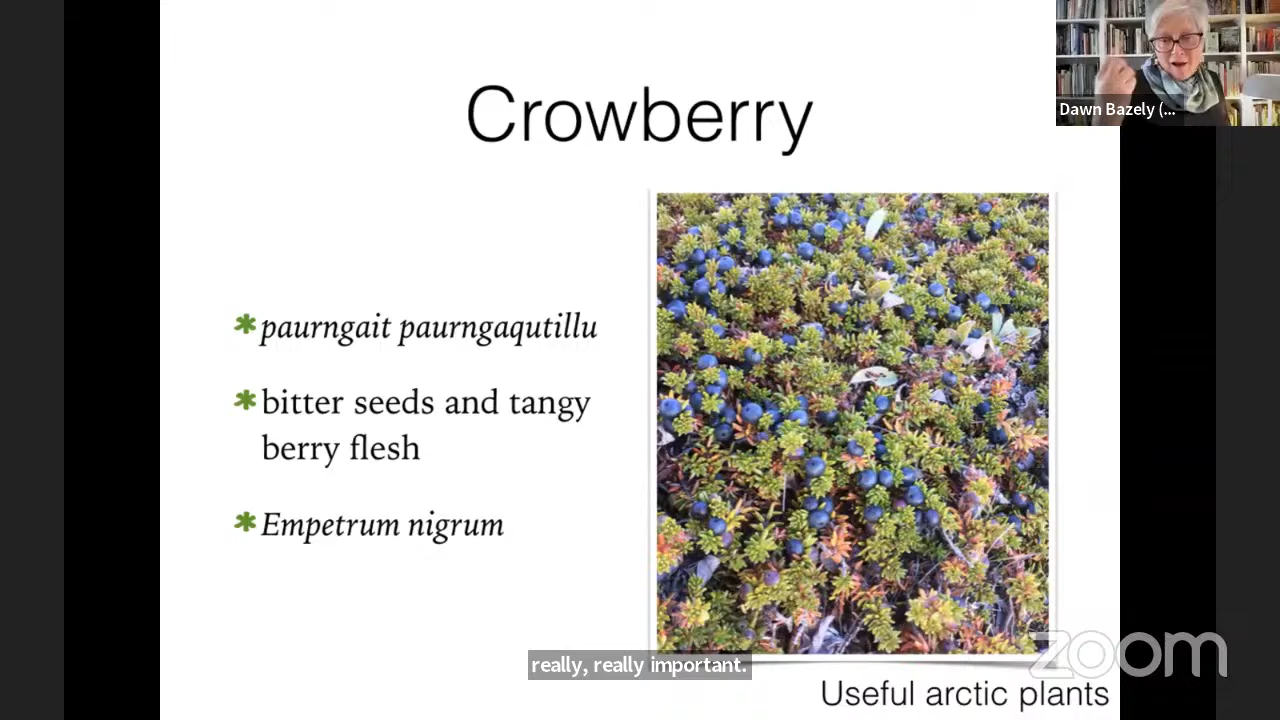 Crowberry
Dawn Bazely (...
* paurngait paurngaqutillu
* bitter seeds and tangy
berry flesh
* Empetrum nigrum
really, really important.
zoom
Useful arctic plants